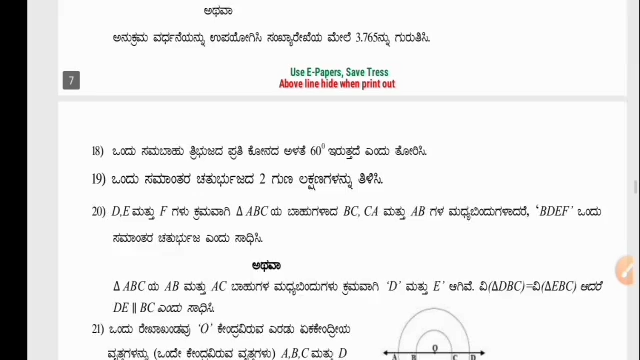 ಅಥವಾ
ಅನುಕ್ರಮ ವರ್ಧನೆಯನ್ನು ಉಪಯೋಗಿಸಿ ಸಂಖ್ಯಾರೇಖೆಯ ಮೇಲೆ 3.765ನ್ನು ಗುರುತಿಸಿ.
7
Use E-Papers, Save Tress
Above line hide when print out
18) ಒಂದು ಸಮಬಾಹು ತ್ರಿಭುಜದ ಪ್ರತಿ ಕೋನದ ಅಳತೆ 60⁰ ಇರುತ್ತದೆ ಎಂದು ತೋರಿಸಿ.
19) ಒಂದು ಸಮಾಂತರ ಚತುರ್ಭುಜದ 2 ಗುಣ ಲಕ್ಷಣಗಳನ್ನು ತಿಳಿಸಿ.
20) D,E ಮತ್ತು F ಗಳು ಕ್ರಮವಾಗಿ Δ ABC ಯ ಬಾಹುಗಳಾದ BC, CA ಮತ್ತು AB ಗಳ ಮಧ್ಯಬಿಂದುಗಳಾದರೆ, ‘BDEF’ ಒಂದು
ಸಮಾಂತರ ಚತುರ್ಭುಜ ಎಂದು ಸಾಧಿಸಿ.
ಅಥವಾ
Δ ABC ಯ AB ಮತ್ತು AC ಬಾಹುಗಳ ಮಧ್ಯಬಿಂದುಗಳು ಕ್ರಮವಾಗಿ ‘D’ ಮತ್ತು E’ ಆಗಿವೆ. ವಿ(ΔDBC)=ವಿ(ΔEBC) ಆದರೆ
DE || BC ಎಂದು ಸಾಧಿಸಿ.
21) ಒಂದು ರೇಖಾಖಂಡವು ‘O’ ಕೇಂದ್ರವಿರುವ ಎರಡು ಏಕಕೇಂದ್ರೀಯ
ವೃತ್ತಗಳನ್ನು (ಒಂದೇ ಕೇಂದ್ರವಿರುವ ವೃತ್ತಗಳು) A,B,C ಮತ್ತು D
O
A B C D